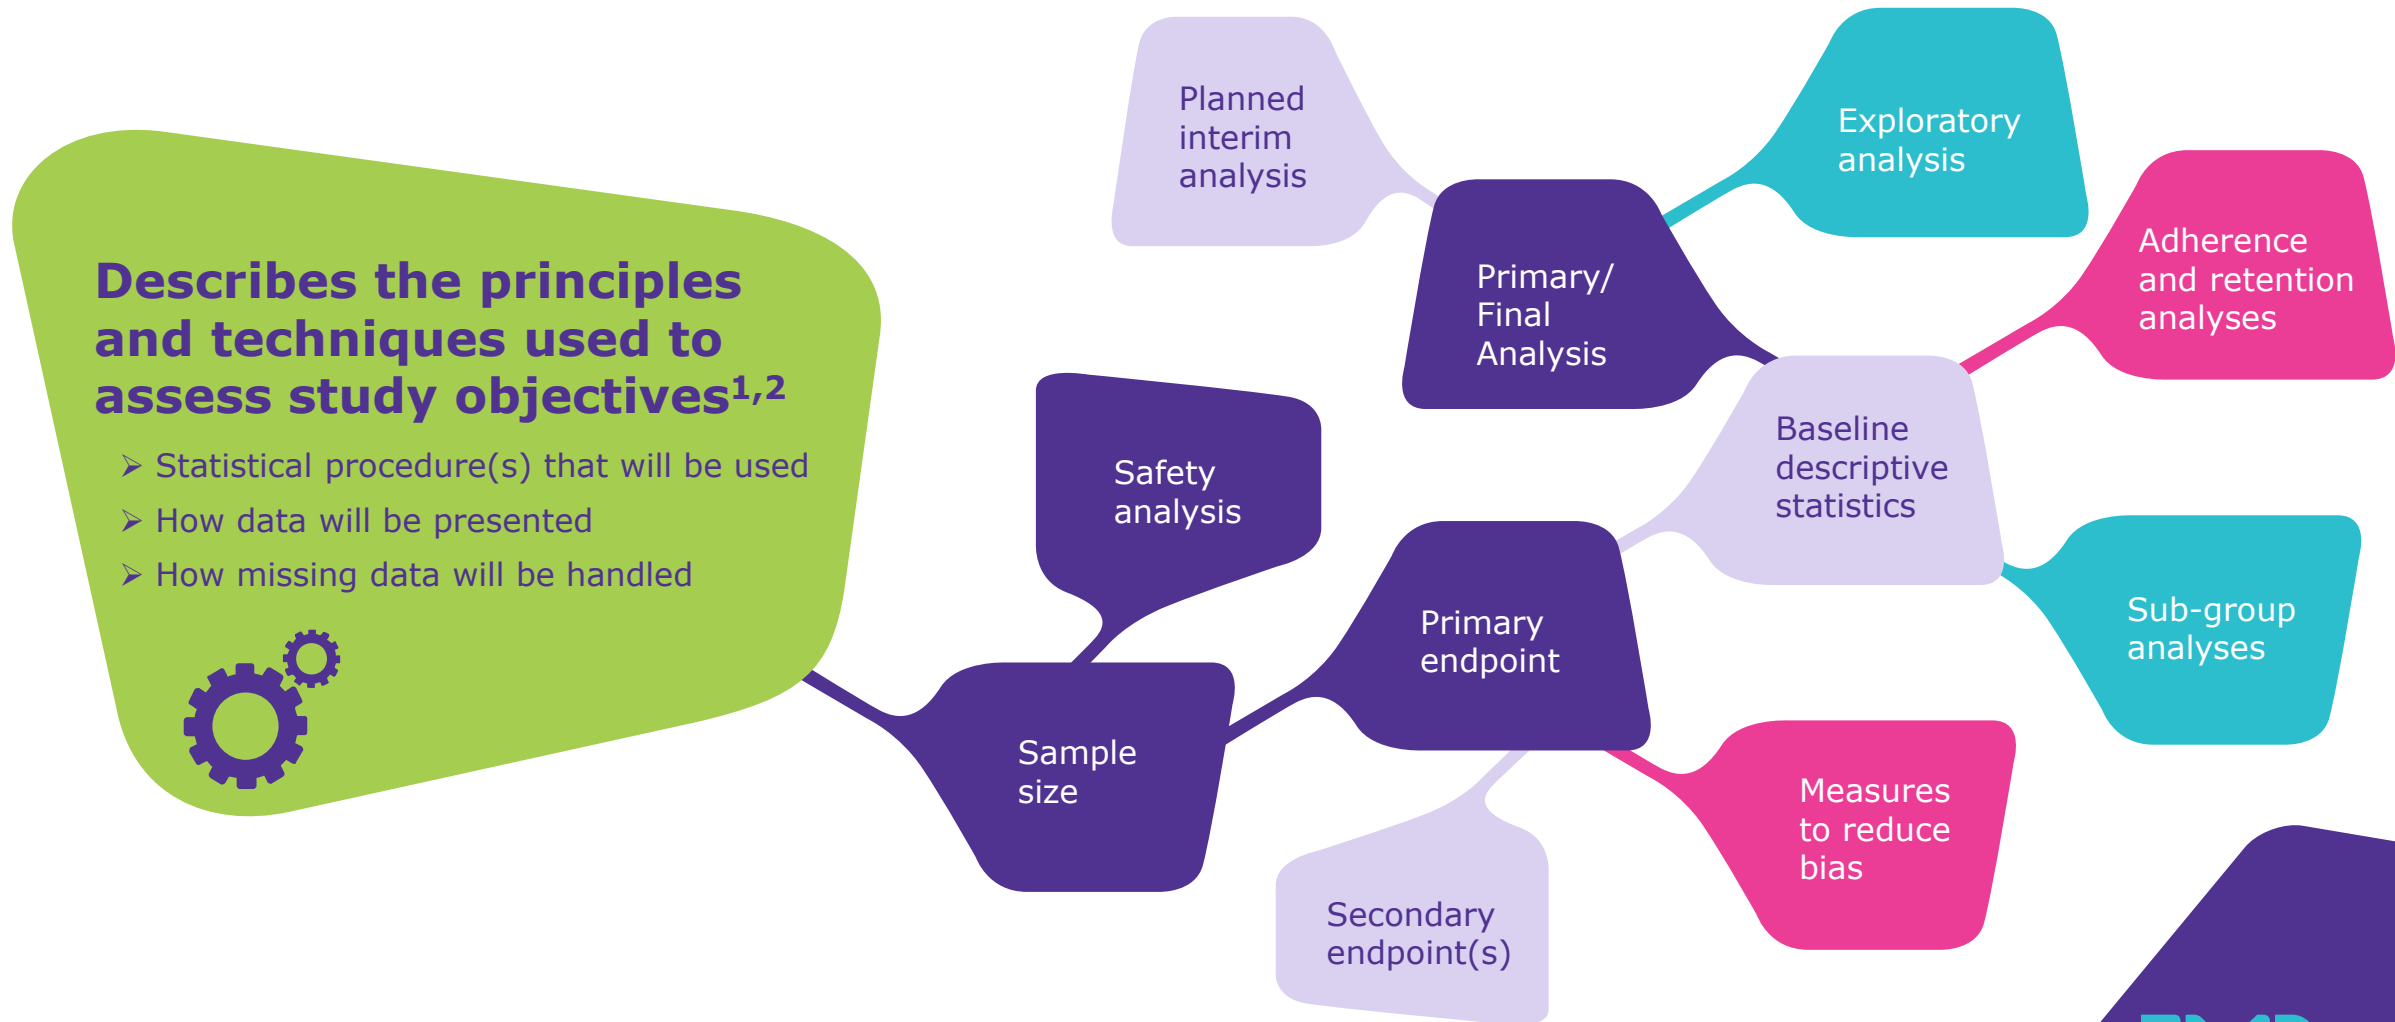 Describes the principles
and techniques used to
assess study objectives1,2
➢ Statistical procedure(s) that will be used
➢ How data will be presented
➢ How missing data will be handled
Planned
interim
analysis
Exploratory
analysis
Primary/
Final
Analysis
Adherence
and retention
analyses
Safety
analysis
Baseline
descriptive
statistics
Primary
endpoint
Sub-group
analyses
Sample
size
Measures
to reduce
bias
Secondary
endpoint(s)